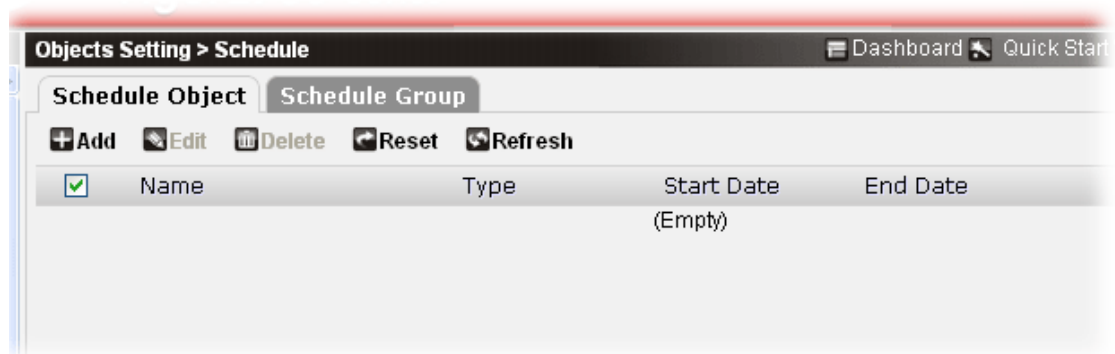 Objects Setting > Schedule Dashboard Quick Start
Schedule Object Schedule Group
Add Edit Delete Reset Refresh
Name Type Start Date End Date
(Empty)